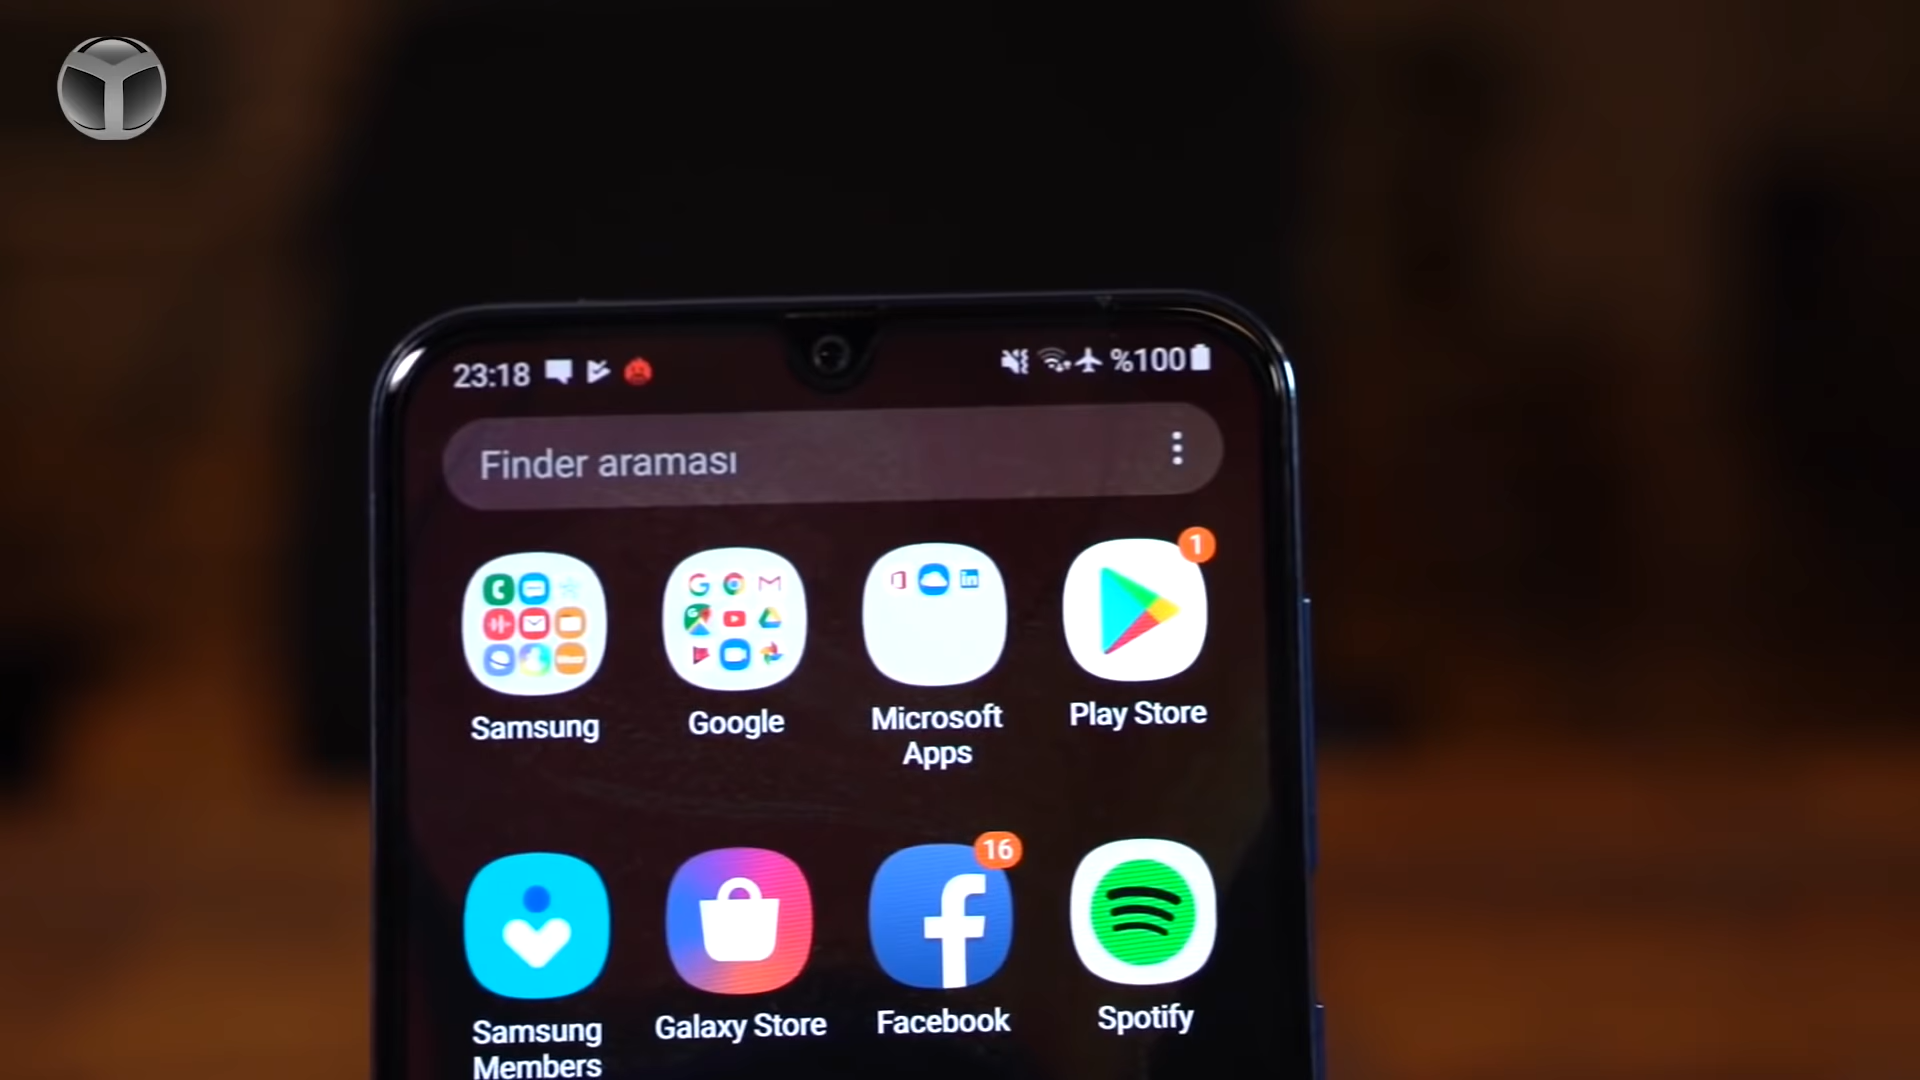 23:18 %100
Finder araması
1
Samsung
Google
Microsoft
Apps
Play Store
16
Samsung
Members
Galaxy Store
Facebook
Spotify